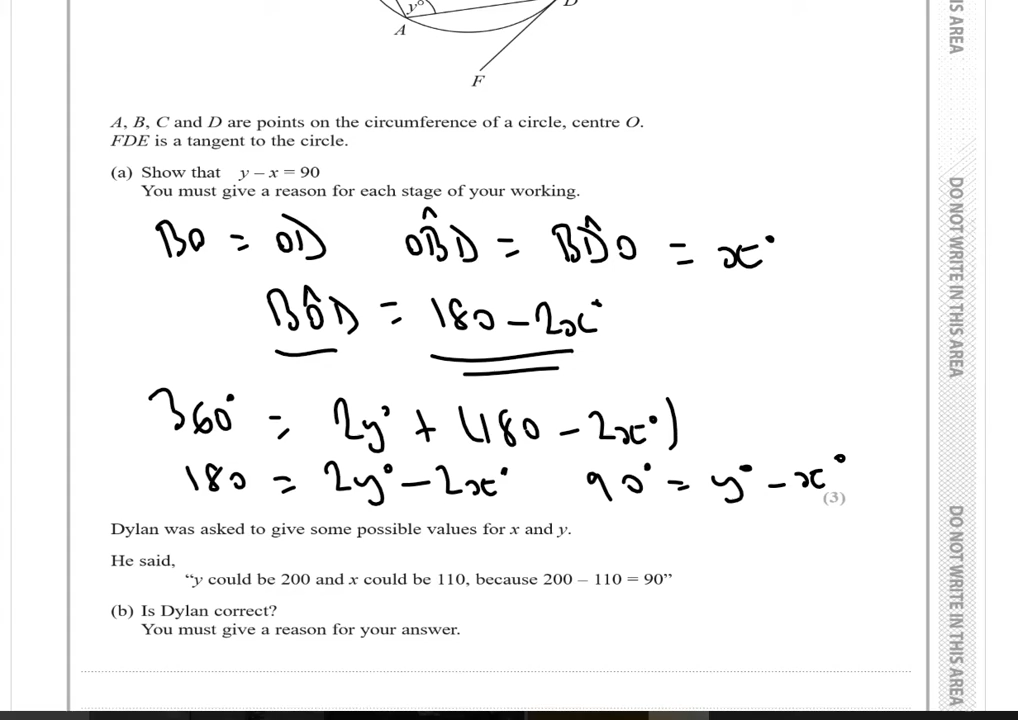 y°
A
D
F
A, B, C and D are points on the circumference of a circle, centre O.
FDE is a tangent to the circle.
(a) Show that y – x = 90
You must give a reason for each stage of your working.
BO = OD OB̂D = BD̂O = x°
BÔD = 180 – 2x°
360° = 2y° + (180 – 2x°)
180 = 2y° – 2x° 90° = y° – x°
(3)
Dylan was asked to give some possible values for x and y.
He said,
“y could be 200 and x could be 110, because 200 – 110 = 90”
(b) Is Dylan correct?
You must give a reason for your answer.
IS AREA
DO NOT WRITE IN THIS AREA
DO NOT WRITE IN THIS AREA